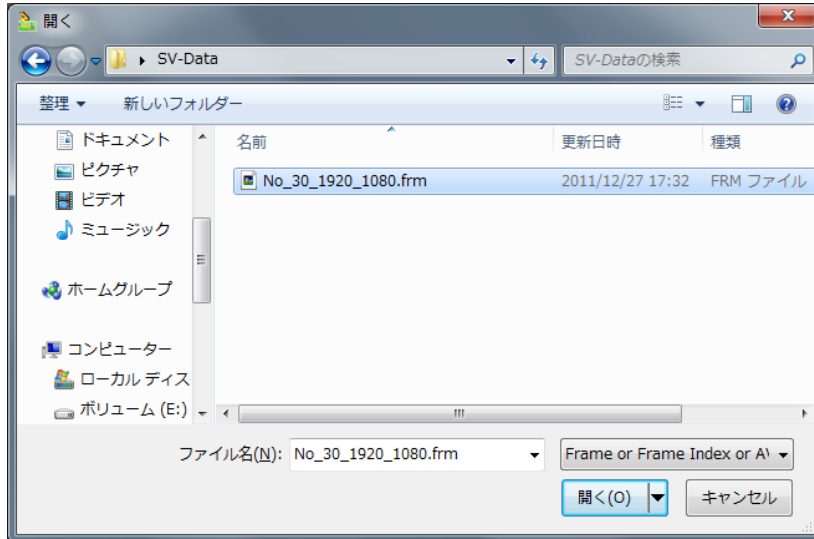 開く
SV-Data
SV-Dataの検索
整理
新しいフォルダー
名前
更新日時
種類
ドキュメント
ピクチャ
ビデオ
ミュージック
ホームグループ
コンピューター
ローカル ディス
ボリューム (E:)
No_30_1920_1080.frm
2011/12/27 17:32
FRM ファイル
ファイル名(N):
No_30_1920_1080.frm
Frame or Frame Index or A\
開く(O)
キャンセル